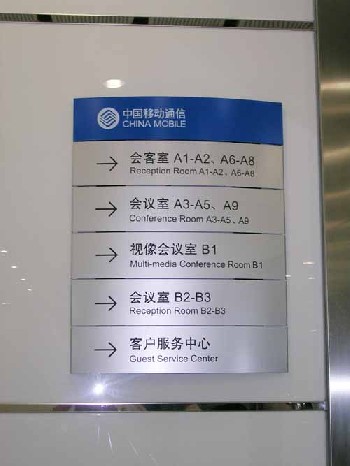 中国移动通信
CHINA MOBILE
会客室 A1-A2、A6-A8
Reception Room A1-A2、A6-A8
会议室 A3-A5、A9
Conference Room A3-A5、A9
视像会议室 B1
Multi-media Conference Room B1
会议室 B2-B3
Reception Room B2-B3
客户服务中心
Guest Service Center